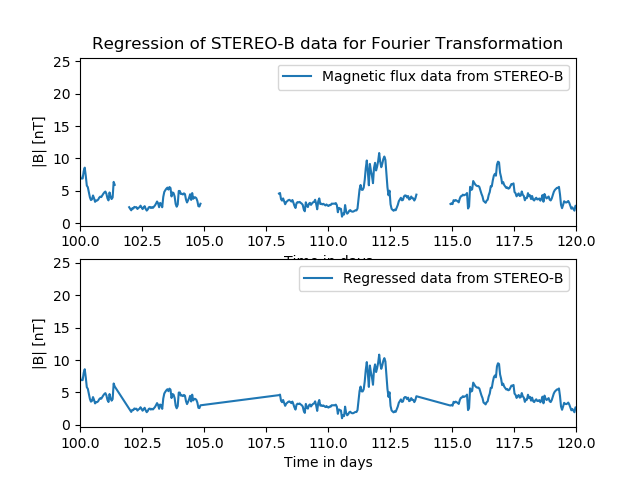 Regression of STEREO-B data for Fourier Transformation
Magnetic flux data from STEREO-B
|B| [nT]
25
20
15
10
5
0
100.0 102.5 105.0 107.5 110.0 112.5 115.0 117.5 120.0
Time in days
Regressed data from STEREO-B
|B| [nT]
25
20
15
10
5
0
100.0 102.5 105.0 107.5 110.0 112.5 115.0 117.5 120.0
Time in days